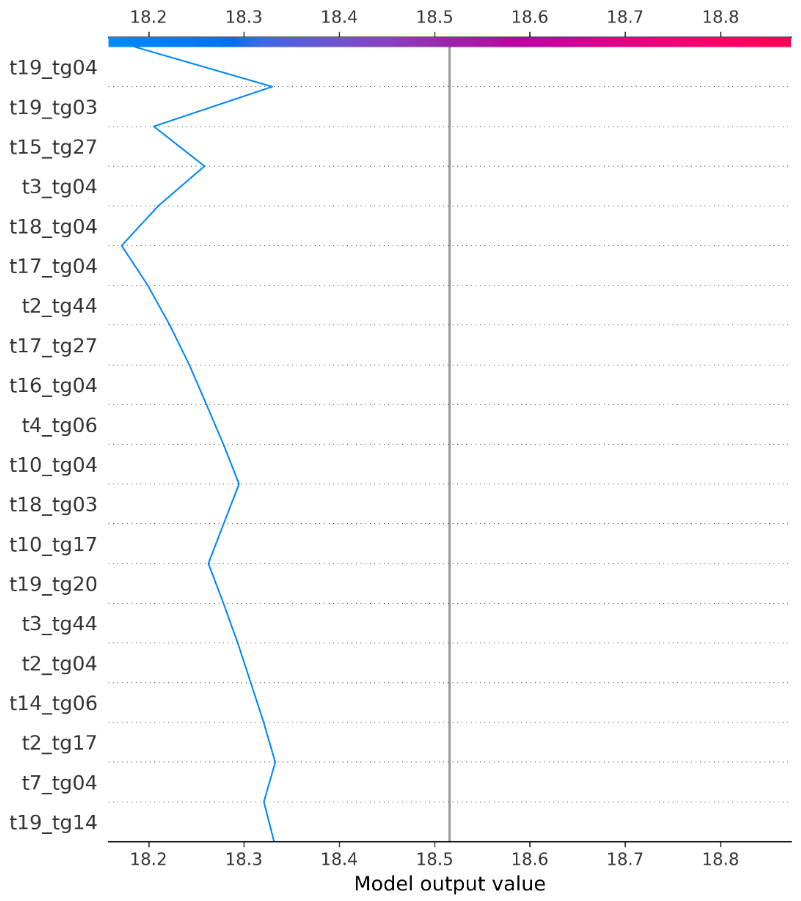 18.2 18.3 18.4 18.5 18.6 18.7 18.8
t19_tg04
t19_tg03
t15_tg27
t3_tg04
t18_tg04
t17_tg04
t2_tg44
t17_tg27
t16_tg04
t4_tg06
t10_tg04
t18_tg03
t10_tg17
t19_tg20
t3_tg44
t2_tg04
t14_tg06
t2_tg17
t7_tg04
t19_tg14
18.2 18.3 18.4 18.5 18.6 18.7 18.8
Model output value